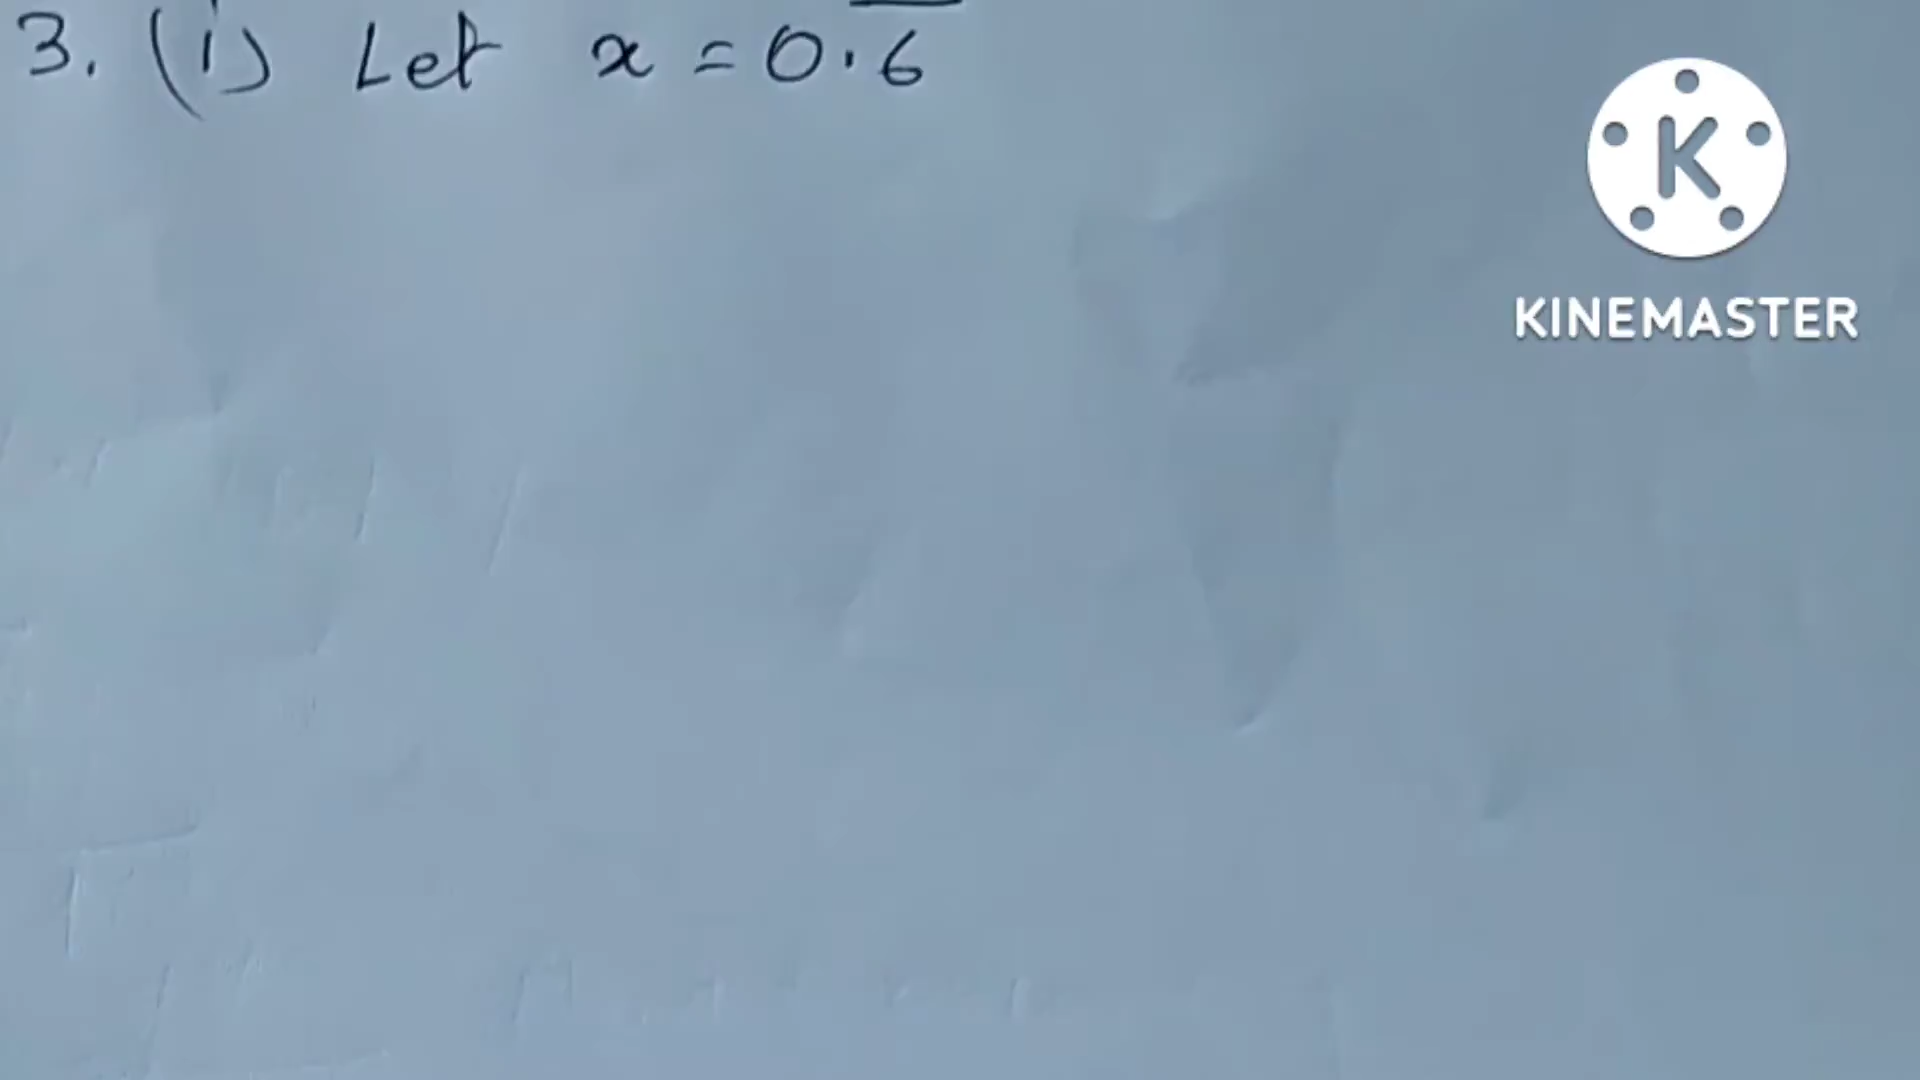 3. (i) Let x = 0.6̅
KINEMASTER